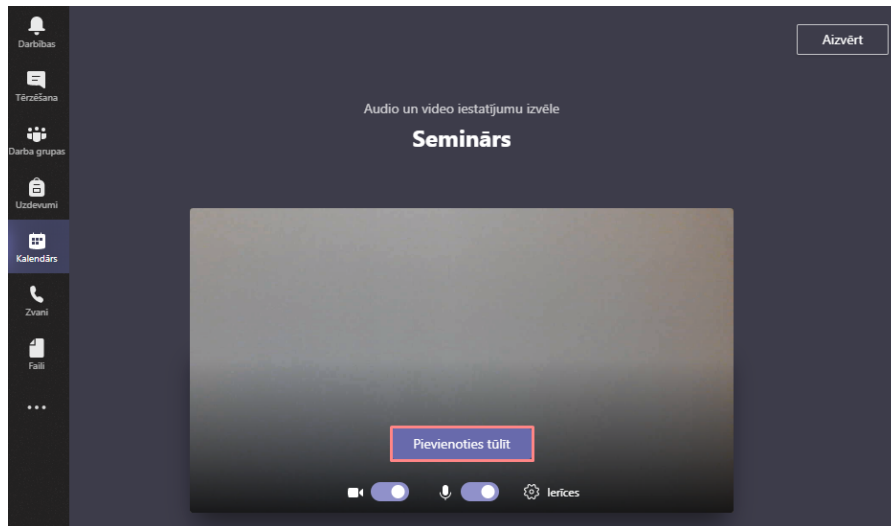 Darbības
Tērzēšana
Darba grupas
Uzdevumi
Kalendārs
Zvani
Faili
Aizvērt
Audio un video iestatījumu izvēle
Seminārs
Pievienoties tūlīt
Ierīces